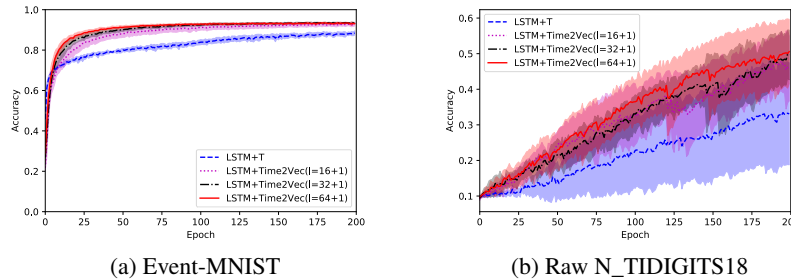 1.0
0.8
0.6
0.4
0.2
0.0
0 25 50 75 100 125 150 175 200
Accuracy
Epoch
LSTM+T
LSTM+Time2Vec(l=16+1)
LSTM+Time2Vec(l=32+1)
LSTM+Time2Vec(l=64+1)
(a) Event-MNIST
0.6
0.5
0.4
0.3
0.2
0.1
0 25 50 75 100 125 150 175 200
Accuracy
Epoch
LSTM+T
LSTM+Time2Vec(l=16+1)
LSTM+Time2Vec(l=32+1)
LSTM+Time2Vec(l=64+1)
(b) Raw N_TIDIGITS18